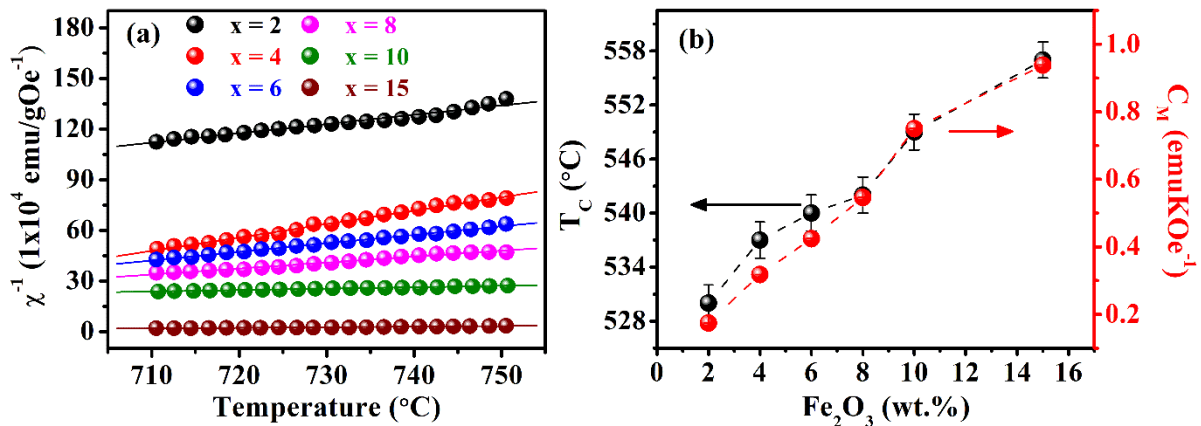 (a)
x = 2
x = 8
x = 4
x = 10
x = 6
x = 15
180
150
120
90
60
30
0
χ⁻¹ (1x10⁴ emu/gOe⁻¹)
710 720 730 740 750
Temperature (°C)
(b)
558
552
546
540
534
528
T_C (°C)
1.0
0.8
0.6
0.4
0.2
C_M (emuKOe⁻¹)
0 2 4 6 8 10 12 14 16
Fe₂O₃ (wt.%)